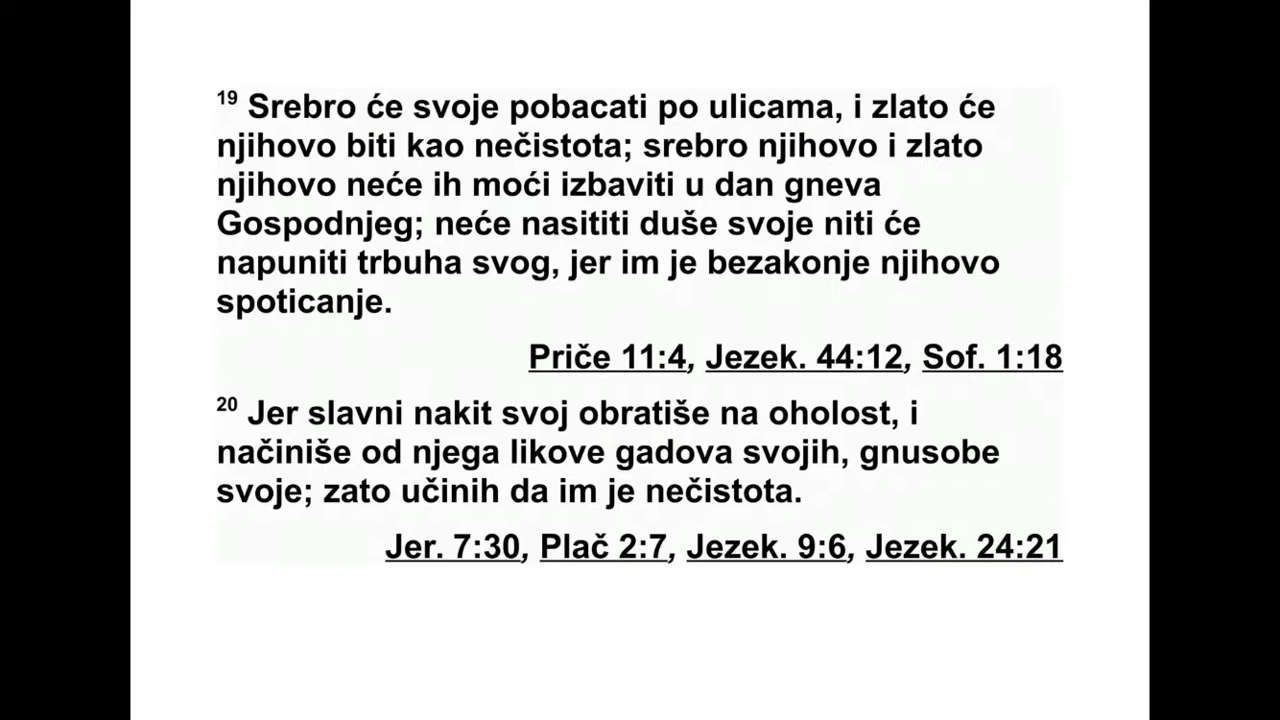 19 Srebro će svoje pobacati po ulicama, i zlato će
njihovo biti kao nečistota; srebro njihovo i zlato
njihovo neće ih moći izbaviti u dan gneva
Gospodnjeg; neće nasititi duše svoje niti će
napuniti trbuha svog, jer im je bezakonje njihovo
spoticanje.
Priče 11:4, Jezek. 44:12, Sof. 1:18
20 Jer slavni nakit svoj obratiše na oholost, i
načiniše od njega likove gadova svojih, gnusobe
svoje; zato učinih da im je nečistota.
Jer. 7:30, Plač 2:7, Jezek. 9:6, Jezek. 24:21